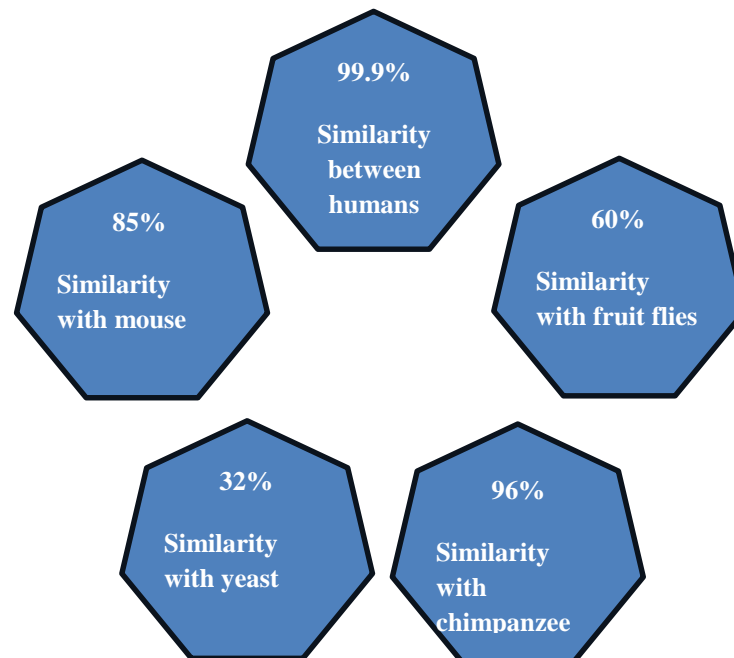 99.9%
Similarity
between
humans
85%
Similarity
with mouse
60%
Similarity
with fruit flies
32%
Similarity
with yeast
96%
Similarity
with
chimpanzee